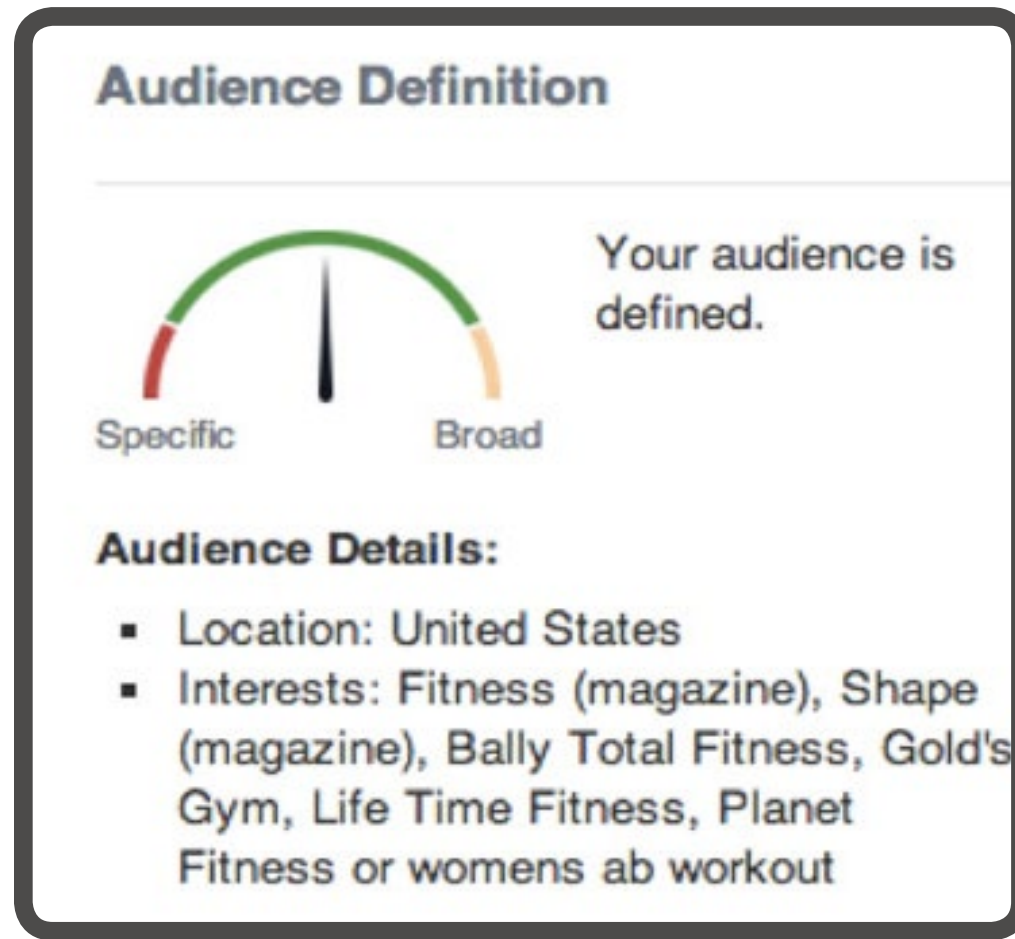 Audience Definition
Your audience is
defined.
Specific
Broad
Audience Details:
▪ Location: United States
▪ Interests: Fitness (magazine), Shape
(magazine), Bally Total Fitness, Gold's
Gym, Life Time Fitness, Planet
Fitness or womens ab workout